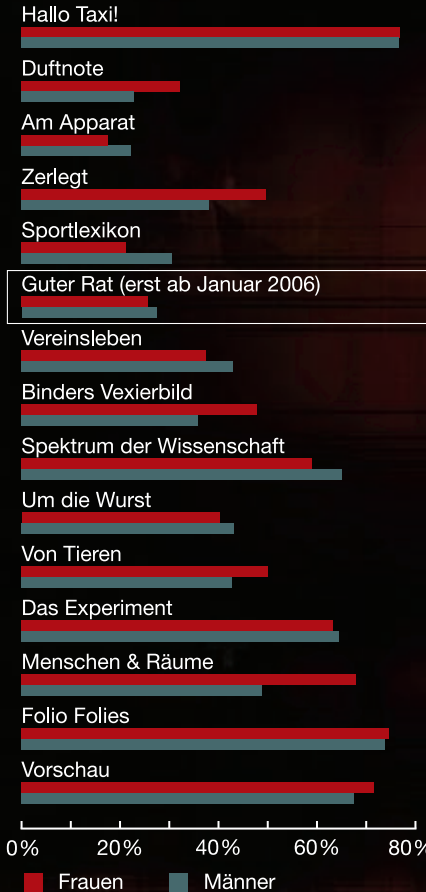 Hallo Taxi!
Duftnote
Am Apparat
Zerlegt
Sportlexikon
Guter Rat (erst ab Januar 2006)
Vereinsleben
Binders Vexierbild
Spektrum der Wissenschaft
Um die Wurst
Von Tieren
Das Experiment
Menschen & Räume
Folio Folies
Vorschau
0% 20% 40% 60% 80%
Frauen Männer